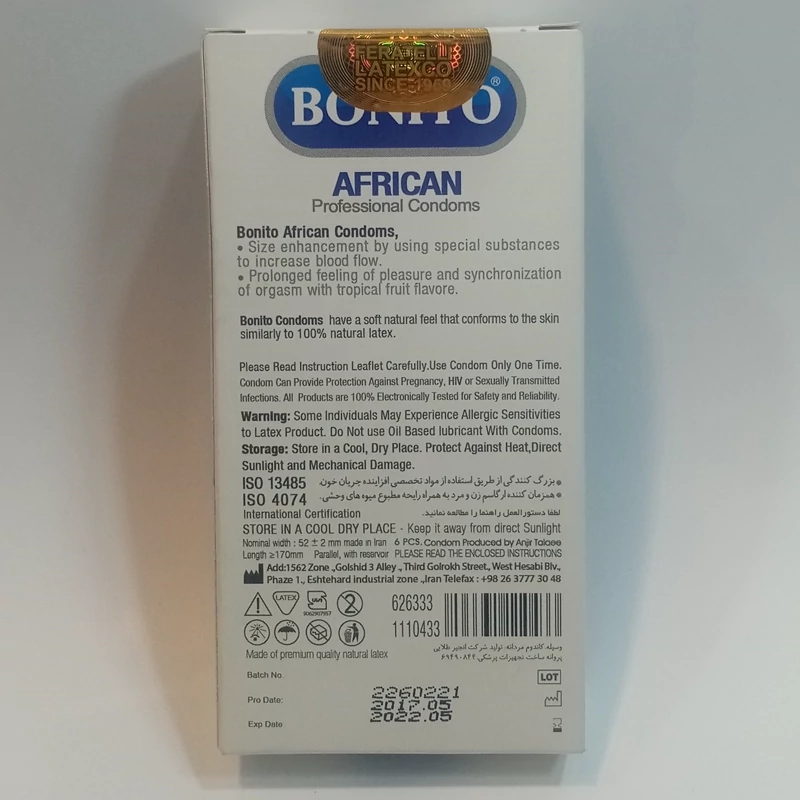 FERATELLI
LATEXCO
SINCE 1969
BONITO®
AFRICAN
Professional Condoms
Bonito African Condoms,
• Size enhancement by using special substances
to increase blood flow.
• Prolonged feeling of pleasure and synchronization
of orgasm with tropical fruit flavore.
Bonito Condoms have a soft natural feel that conforms to the skin
similarly to 100% natural latex.
Please Read Instruction Leaflet Carefully.Use Condom Only One Time.
Condom Can Provide Protection Against Pregnancy, HIV or Sexually Transmitted
Infections. All Products are 100% Electronically Tested for Safety and Reliability.
Warning: Some Individuals May Experience Allergic Sensitivities
to Latex Product. Do Not use Oil Based lubricant With Condoms.
Storage: Store in a Cool, Dry Place. Protect Against Heat,Direct
Sunlight and Mechanical Damage.
ISO 13485 • بزرگ کنندگی از طریق استفاده از مواد تخصصی افزاینده جریان خون.
ISO 4074 • همزمان کننده ارگاسم زن و مرد به همراه رایحه مطبوع میوه های وحشی.
International Certification لطفا دستورالعمل راهنما را مطالعه نمائید.
STORE IN A COOL DRY PLACE - Keep it away from direct Sunlight
Nominal width : 52 ± 2 mm made in Iran 6 PCS. Condom Produced by Anjir Talaee
Length ≥170mm Parallel, with reservoir PLEASE READ THE ENCLOSED INSTRUCTIONS
Add:1562 Zone .,Golshid 3 Alley ., Third Golrokh Street., West Hesabi Blv.,
Phaze 1., Eshtehard industrial zone .,Iran Telefax : +98 26 3777 30 48
LATEX
9062907957
2
626333
1110433
Made of premium quality natural latex
وسیله کاندوم مردانه. تولید شرکت انجیر طلایی
پروانه ساخت تجهیزات پزشکی: ۶۹۴۹۰۸۴۴
Batch No. LOT
2260221
Pro Date: 2017.05
Exp Date 2022.05